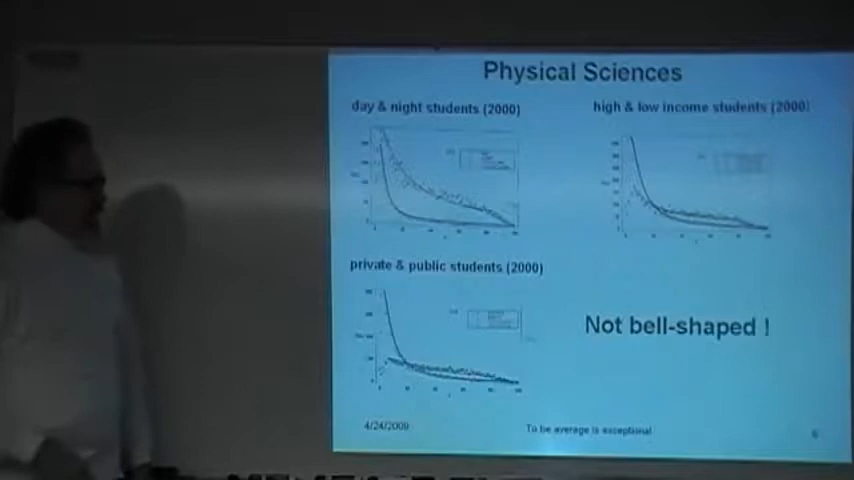 Physical Sciences
day & night students (2000)
high & low income students (2000)
private & public students (2000)
Not bell-shaped !
4/24/2009
To be average is exceptional
6